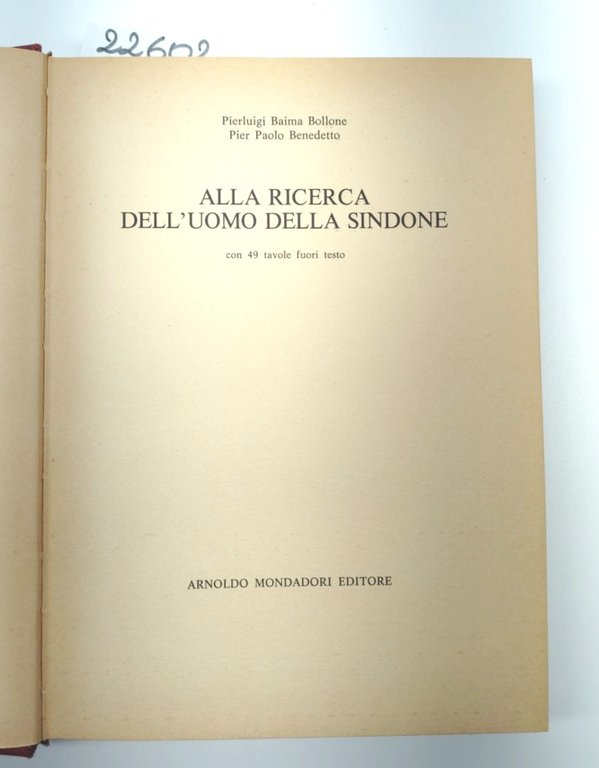 22602
Pierluigi Baima Bollone
Pier Paolo Benedetto
ALLA RICERCA
DELL'UOMO DELLA SINDONE
con 49 tavole fuori testo
ARNOLDO MONDADORI EDITORE